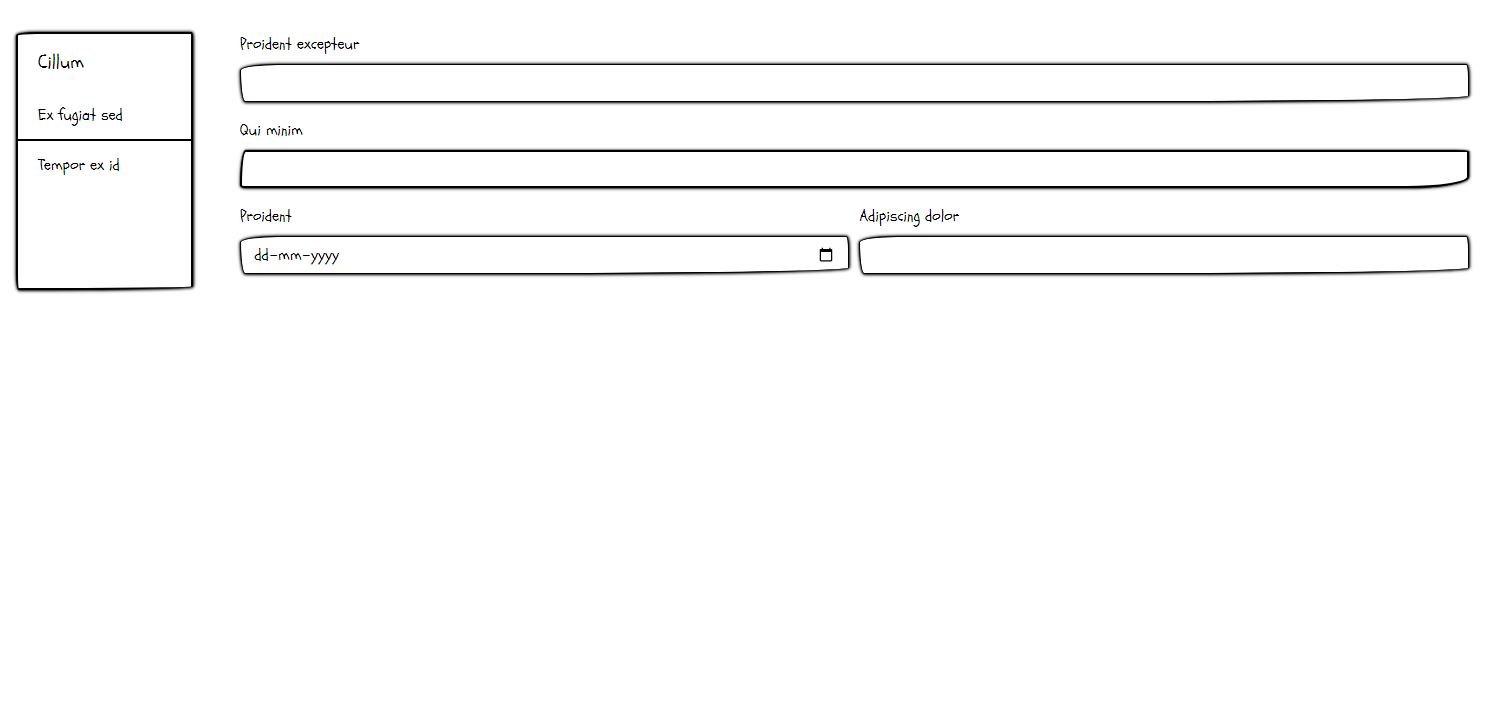 Cillum
Ex fugiat sed
Tempor ex id
Proident excepteur
Qui minim
Proident
dd-mm-yyyy
Adipiscing dolor